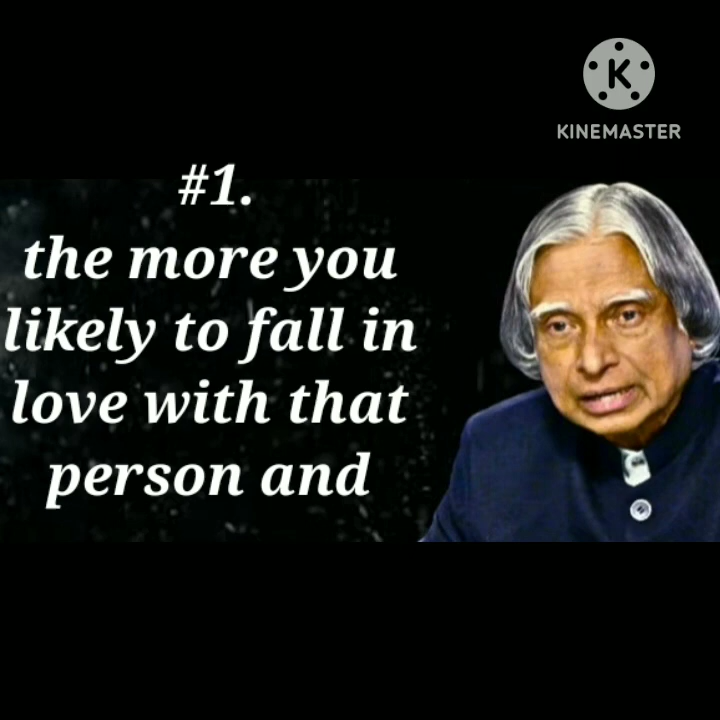 K
KINEMASTER
#1.
the more you
likely to fall in
love with that
person and